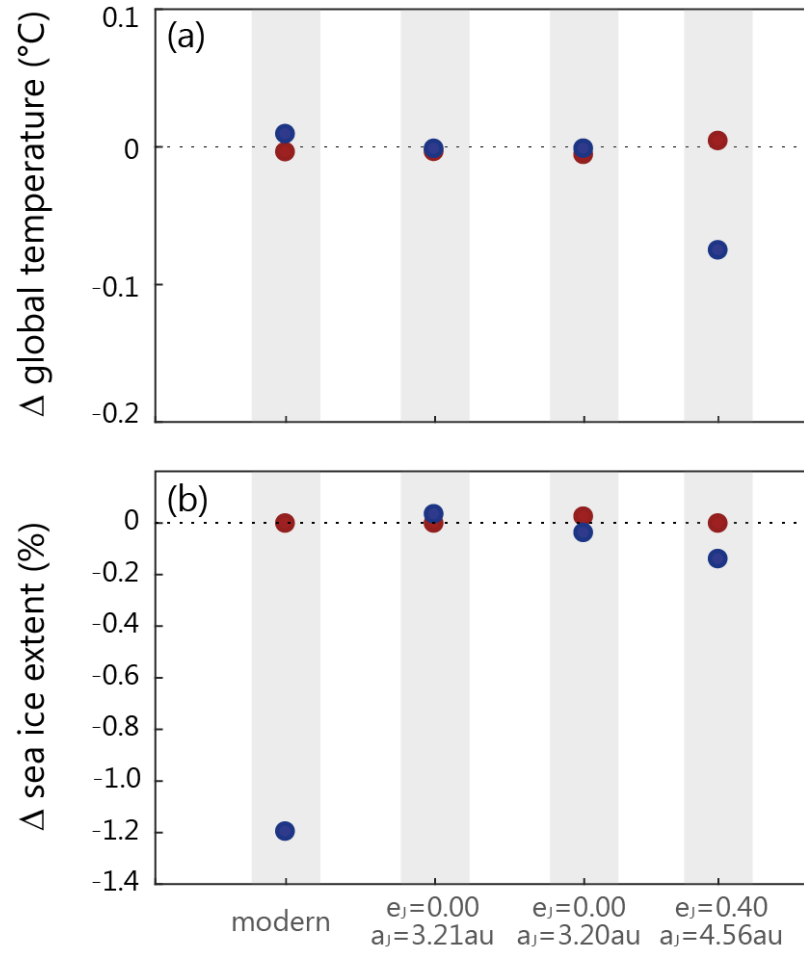 (a)
Δ global temperature (°C)
0.1
0
-0.1
-0.2
(b)
Δ sea ice extent (%)
0
-0.2
-0.4
-0.6
-0.8
-1.0
-1.2
-1.4
modern
eJ=0.00
aJ=3.21au
eJ=0.00
aJ=3.20au
eJ=0.40
aJ=4.56au